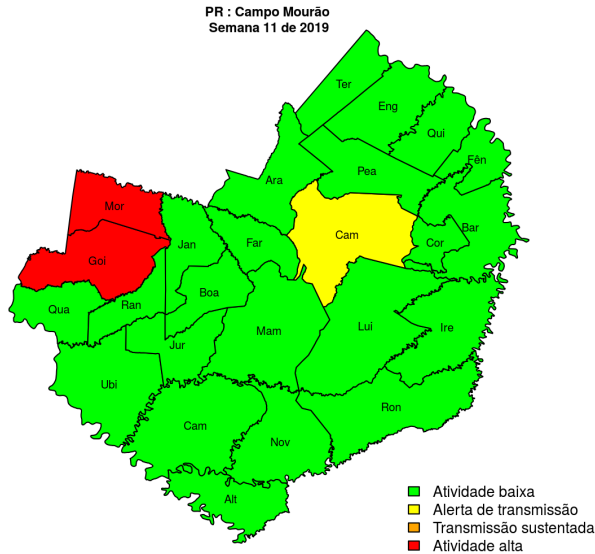 PR : Campo Mourão
Semana 11 de 2019
Ter
Eng
Qui
Fên
Pea
Ara
Mor
Cam
Bar
Jan
Far
Cor
Goi
Boa
Qua
Ran
Mam
Lui
Ire
Jur
Ubi
Ron
Cam
Nov
Alt
Atividade baixa
Alerta de transmissão
Transmissão sustentada
Atividade alta